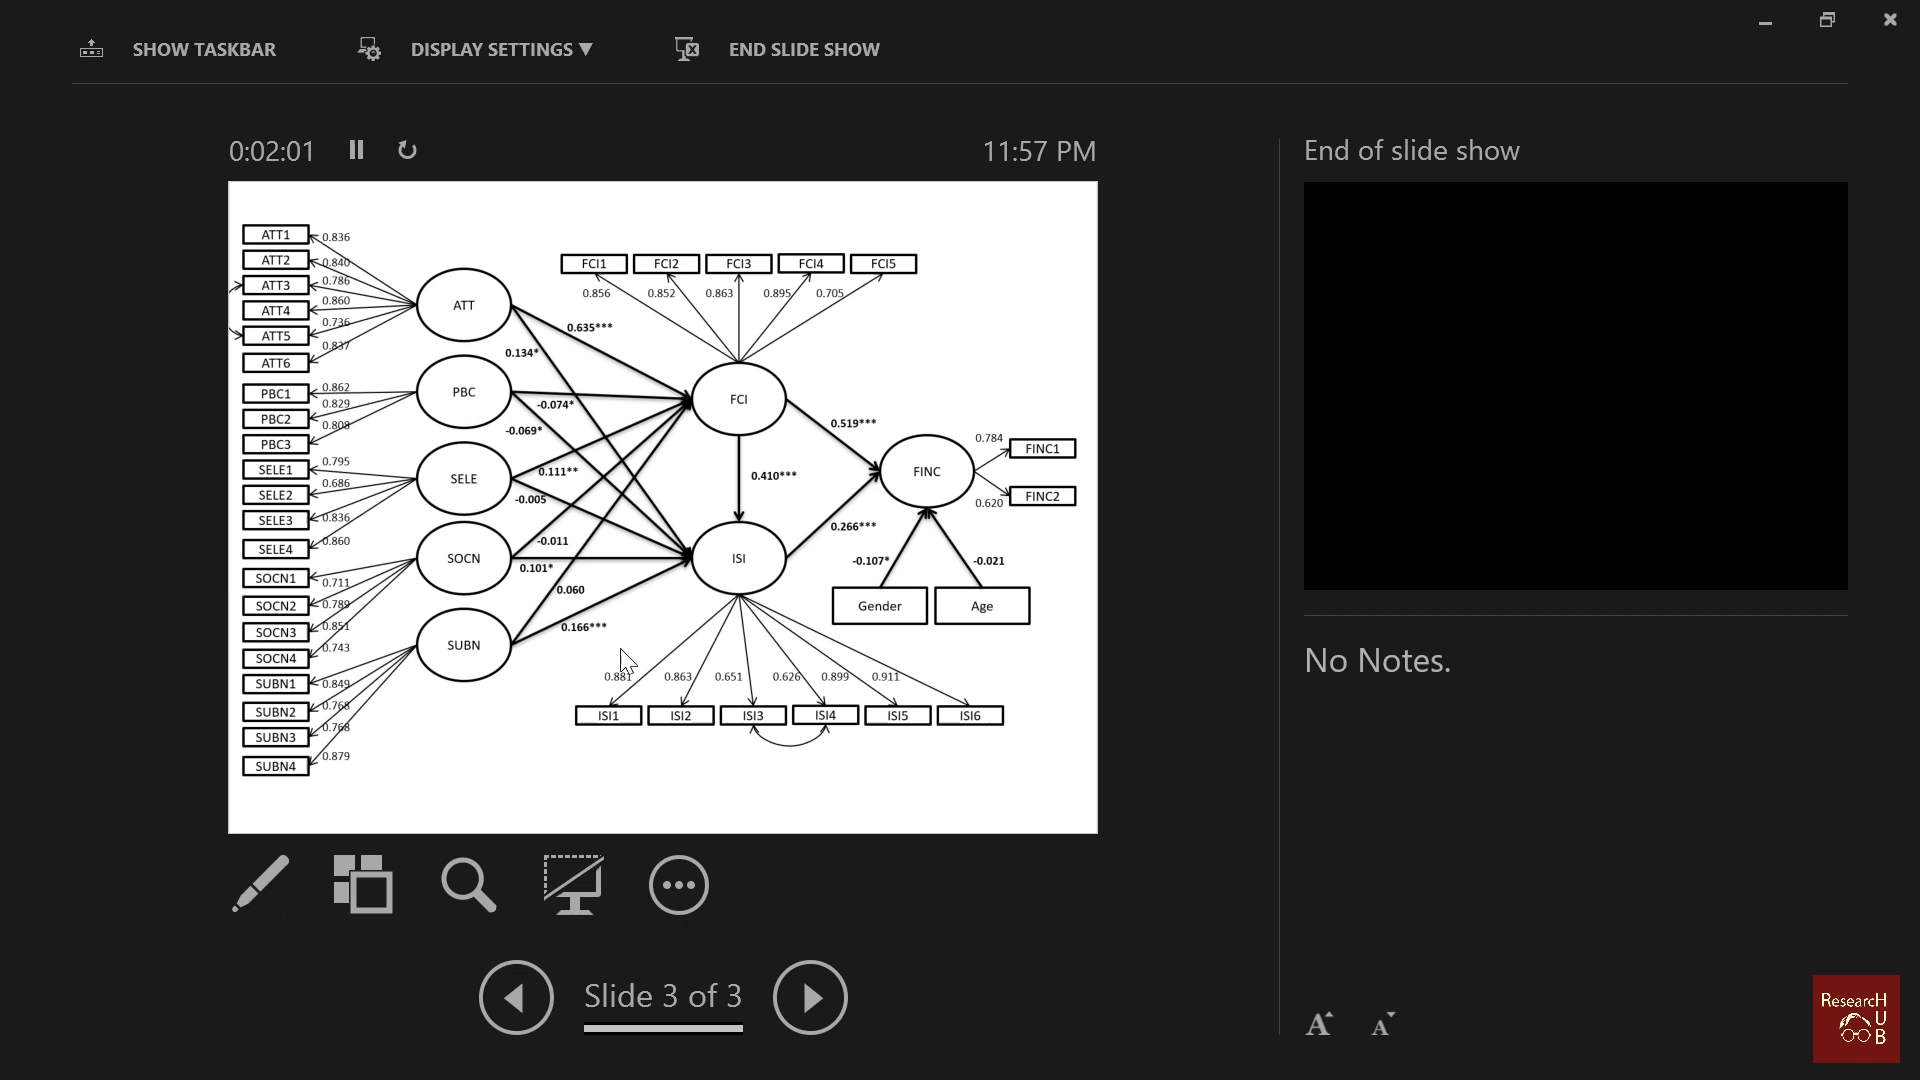 SHOW TASKBAR
DISPLAY SETTINGS ▼
END SLIDE SHOW
0:02:01
11:57 PM
End of slide show
ATT1
0.836
ATT2
0.840
ATT3
0.786
ATT4
0.860
ATT5
0.736
ATT6
0.837
PBC1
0.862
PBC2
0.829
PBC3
0.808
SELE1
0.795
SELE2
0.686
SELE3
0.836
SELE4
0.860
SOCN1
0.711
SOCN2
0.789
SOCN3
0.851
SOCN4
0.743
SUBN1
0.849
SUBN2
0.768
SUBN3
0.768
SUBN4
0.879
ATT
PBC
SELE
SOCN
SUBN
0.635***
0.134*
-0.074*
-0.069*
0.111**
-0.005
-0.011
0.101*
0.060
0.166***
FCI1 FCI2 FCI3 FCI4 FCI5
0.856 0.852 0.863 0.895 0.705
FCI
0.410***
ISI
0.519***
0.266***
FINC
0.784
FINC1
0.620
FINC2
-0.107*
-0.021
Gender
Age
0.881 0.863 0.651 0.626 0.899 0.911
ISI1 ISI2 ISI3 ISI4 ISI5 ISI6
No Notes.
Slide 3 of 3
A A
ResearcH
U
B